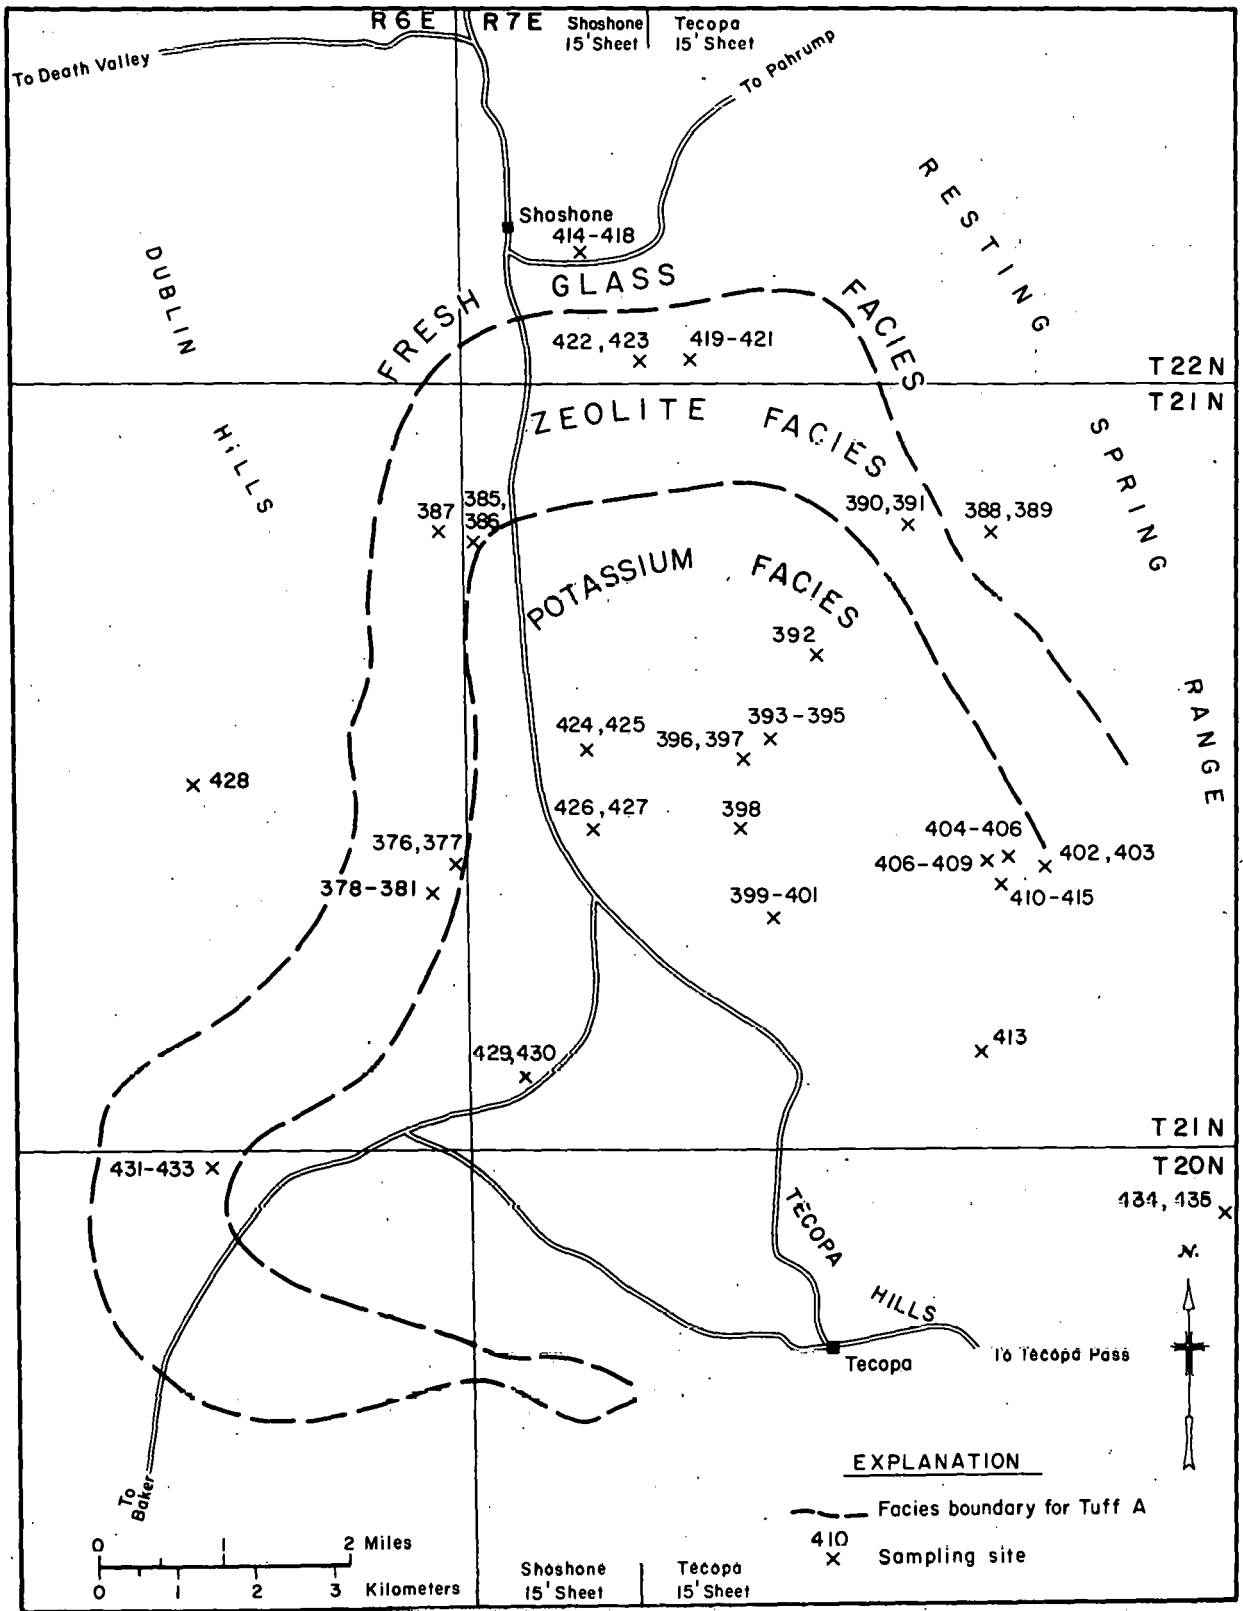 R6E R7E Shoshone Tecopa
15' Sheet 15' Sheet
To Death Valley
To Pahrump
RESTING
Shoshone
414-418
DUBLIN
GLASS
FRESH
FACIES
422,423 419-421
FACIES
T22N
T21N
ZEOLITE FACIES
HILLS
SPRING
387
385,
386
390,391
388,389
POTASSIUM FACIES
392
RANGE
424,425
393-395
396,397
428
426,427
398
376,377
404-406
402,403
406-409
378-381
399-401
410-415
413
429,430
T21N
T20N
431-433
434,435
TECOPA
N.
HILLS
To Tecopa Pass
Tecopa
EXPLANATION
Facies boundary for Tuff A
To
Baker
410
Sampling site
0 2 Miles
0 1 2 3 Kilometers
Shoshone Tecopa
15' Sheet 15' Sheet